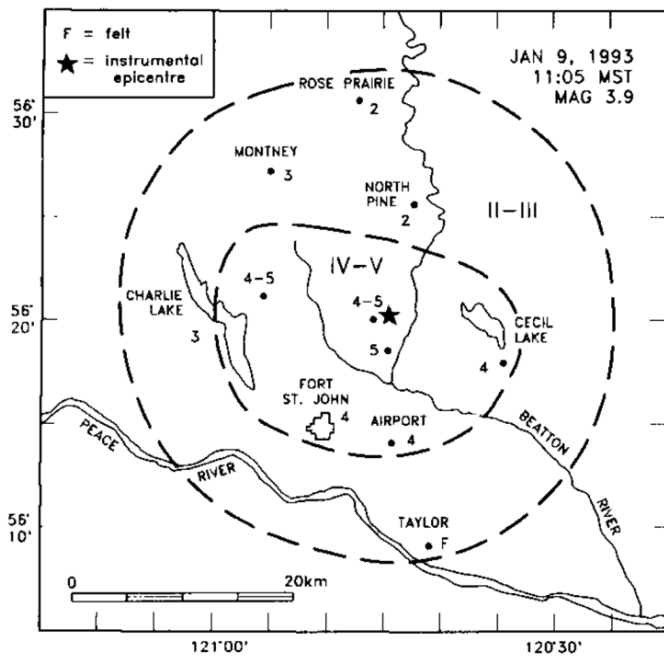 F = felt
★ = instrumental
epicentre
JAN 9, 1993
11:05 MST
MAG 3.9
56°
30'
ROSE PRAIRIE
2
MONTNEY
3
NORTH
PINE
2
II-III
IV-V
4-5
4-5
CHARLIE
LAKE
3
56°
20'
CECIL
LAKE
4
5
FORT
ST. JOHN
4
AIRPORT
4
PEACE
RIVER
BEATTON
RIVER
56°
10'
TAYLOR
F
0
20km
121°00'
120°30'